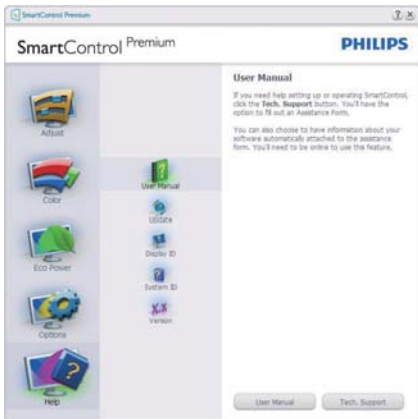 SmartControl Premium
SmartControl Premium
PHILIPS
Adjust
Color
Eco Power
Options
Help
User Manual
Update
Display ID
System ID
Version
User Manual
If you need help setting up or operating SmartControl,
click the Tech. Support button. You'll have the
option to fill out an Assistance Form.
You can also choose to have information about your
software automatically attached to the assistance
form. You'll need to be online to use this feature.
User Manual
Tech. Support